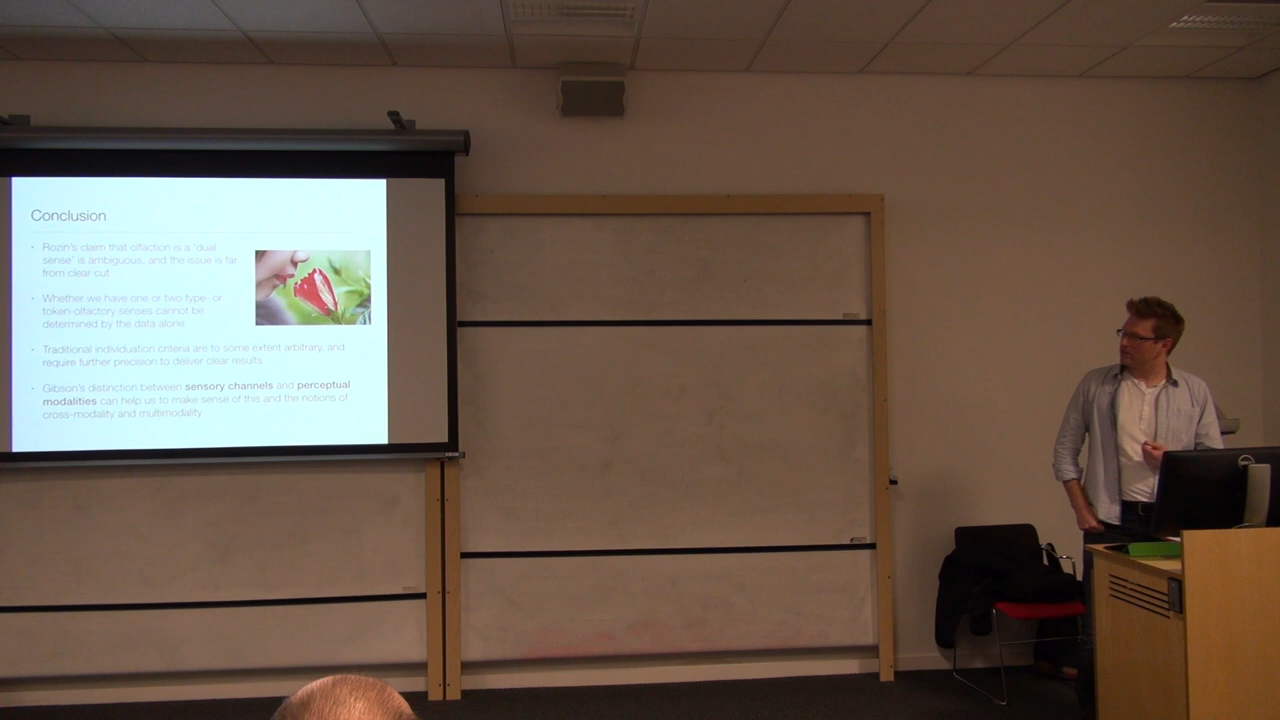 Conclusion
• Rozin's claim that olfaction is a 'dual
sense' is ambiguous, and the issue is far
from clear cut
• Whether we have one or two type- or
token-olfactory senses cannot be
determined by the data alone
• Traditional individuation criteria are to some extent arbitrary, and
require further precision to deliver clear results
• Gibson's distinction between sensory channels and perceptual
modalities can help us to make sense of this and the notions of
cross-modality and multimodality